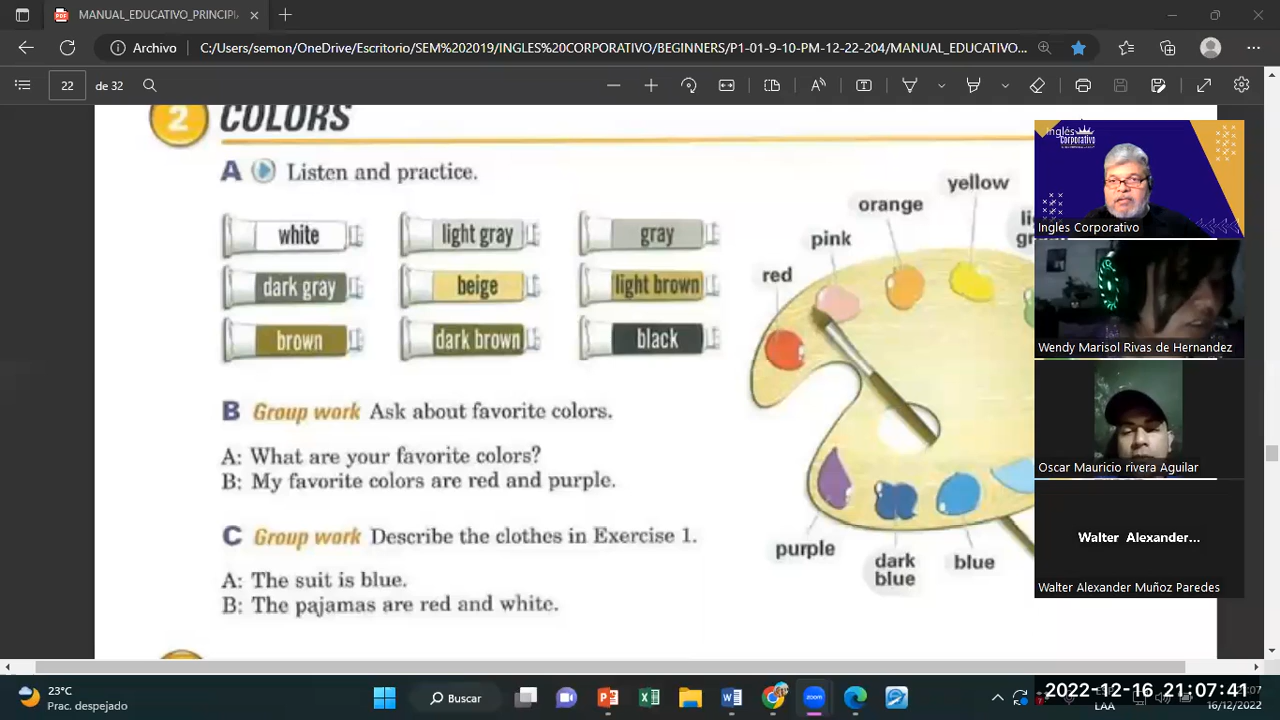 MANUAL_EDUCATIVO_PRINCIPI
Archivo
C:/Users/semon/OneDrive/Escritorio/SEM%202019/INGLES%20CORPORATIVO/BEGINNERS/P1-01-9-10-PM-12-22-204/MANUAL_EDUCATIVO...
22 de 32
2 COLORS
A Listen and practice.
white light gray gray
dark gray beige light brown
brown dark brown black
yellow
orange
pink
red
purple
dark
blue
blue
B Group work Ask about favorite colors.
A: What are your favorite colors?
B: My favorite colors are red and purple.
C Group work Describe the clothes in Exercise 1.
A: The suit is blue.
B: The pajamas are red and white.
Inglés
Corporativo
Ingles Corporativo
Wendy Marisol Rivas de Hernandez
Oscar Mauricio rivera Aguilar
Walter Alexander...
Walter Alexander Muñoz Paredes
23°C
Prac. despejado
Buscar
LAA
2022-12-16 21:07:41
16/12/2022